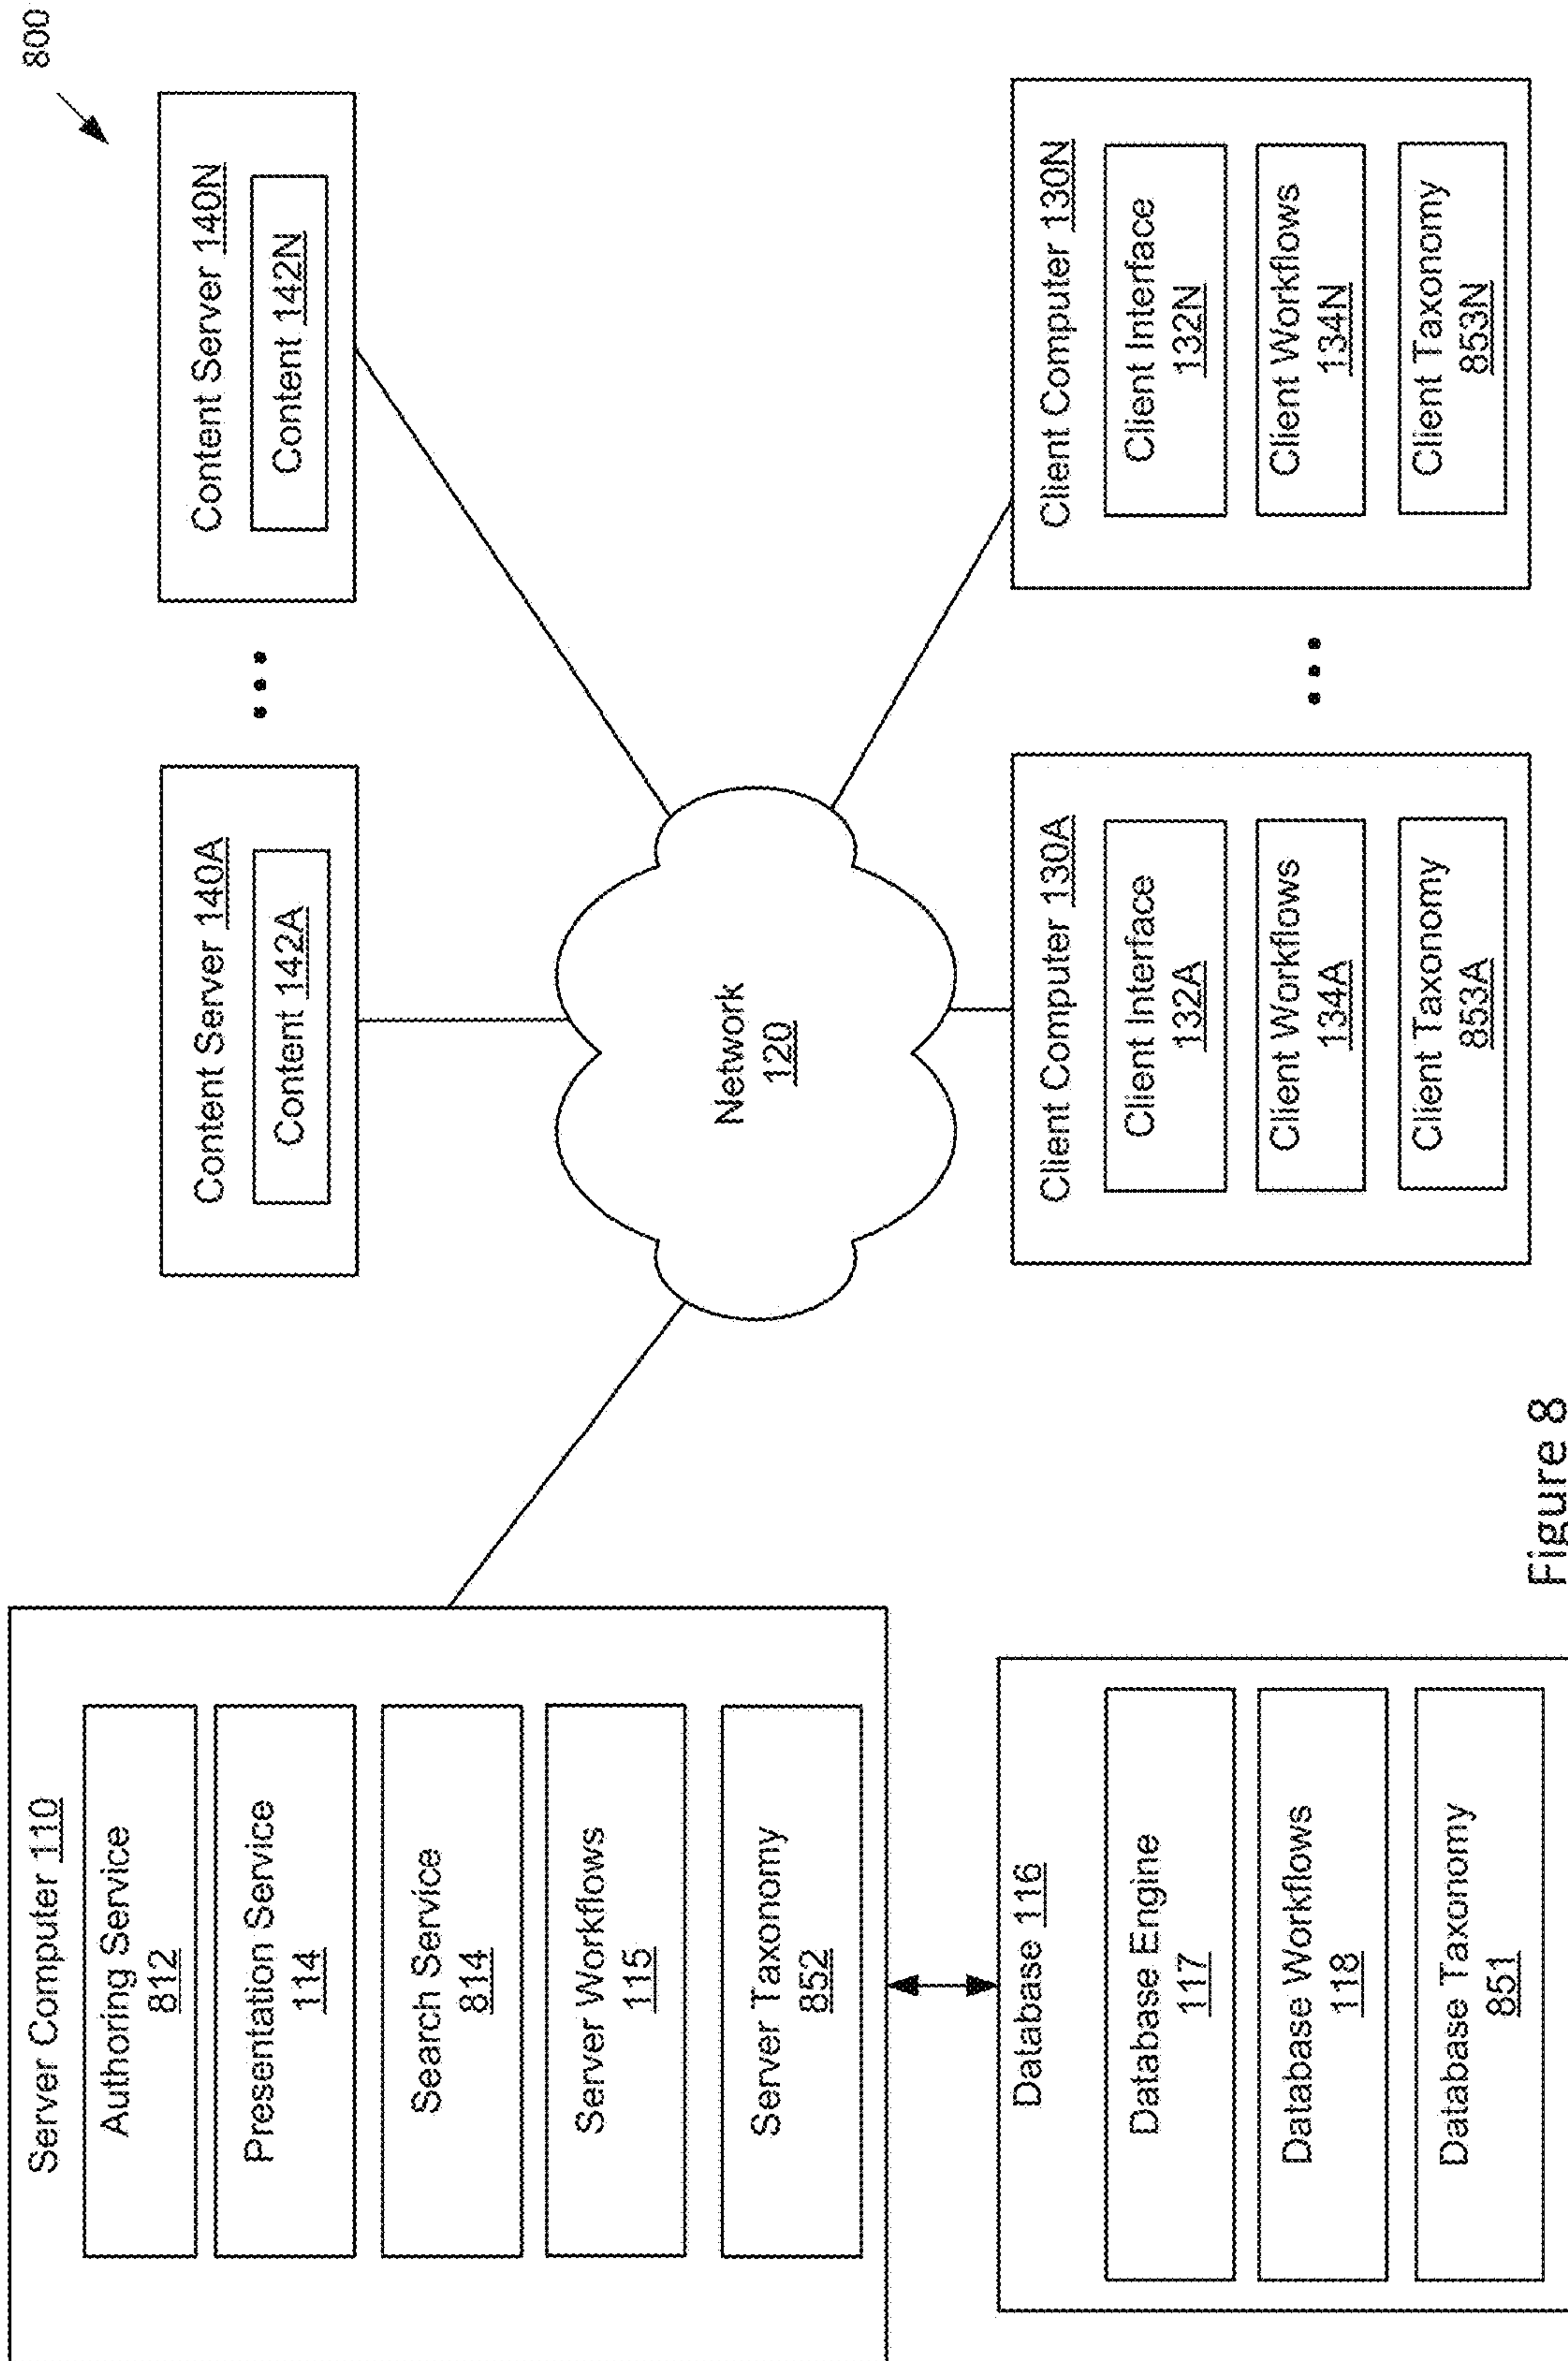 800
Server Computer 110
Authoring Service
812
Presentation Service
114
Search Service
814
Server Workflows
115
Server Taxonomy
852
Database 116
Database Engine
117
Database Workflows
118
Database Taxonomy
851
Content Server 140A
Content 142A
...
Content Server 140N
Content 142N
Network
120
Client Computer 130A
Client Interface
132A
Client Workflows
134A
Client Taxonomy
853A
...
Client Computer 130N
Client Interface
132N
Client Workflows
134N
Client Taxonomy
853N
Figure 8